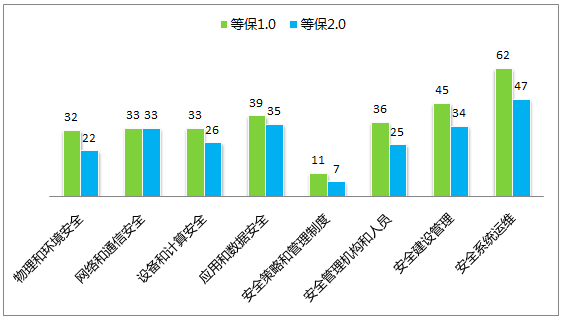 等保1.0 等保2.0
32 22 33 33 33 26 39 35 11 7 36 25 45 34 62 47
物理和环境安全
网络和通信安全
设备和计算安全
应用和数据安全
安全策略和管理制度
安全管理机构和人员
安全建设管理
安全系统运维